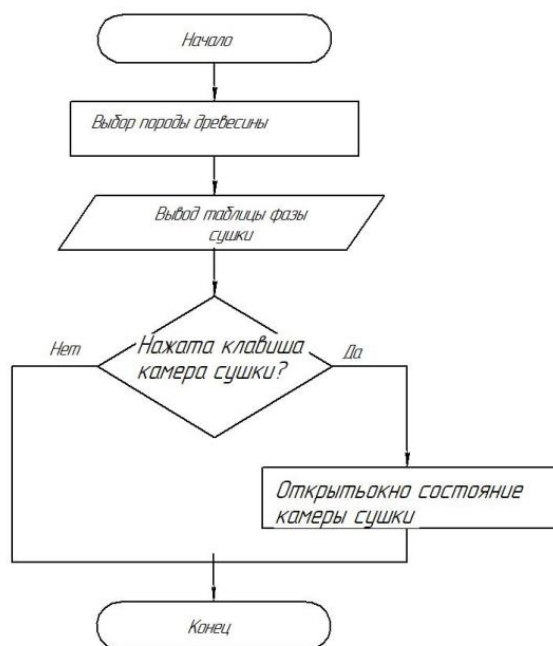 Начало
Выбор породы древесины
Вывод таблицы фазы
сушки
Нажата клавиша
камера сушки?
Нет
Да
Открытьокно состояние
камеры сушки
Конец